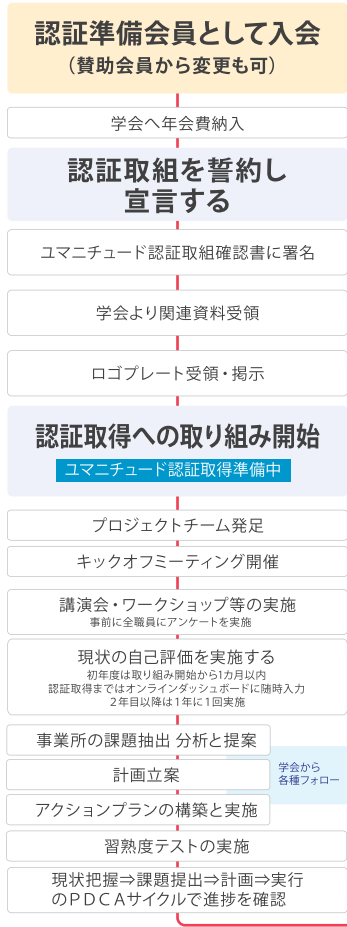 認証準備会員として入会
（賛助会員から変更も可）
学会へ年会費納入
認証取組を誓約し
宣言する
ユマニチュード認証取組確認書に署名
学会より関連資料受領
ロゴプレート受領・掲示
認証取得への取り組み開始
ユマニチュード認証取得準備中
プロジェクトチーム発足
キックオフミーティング開催
講演会・ワークショップ等の実施
事前に全職員にアンケートを実施
現状の自己評価を実施する
初年度は取り組み開始から1カ月以内
認証取得まではオンラインダッシュボードに随時入力
２年目以降は１年に１回実施
事業所の課題抽出 分析と提案
計画立案
学会から
各種フォロー
アクションプランの構築と実施
習熟度テストの実施
現状把握⇒課題提出⇒計画⇒実行
のＰＤＣＡサイクルで進捗を確認